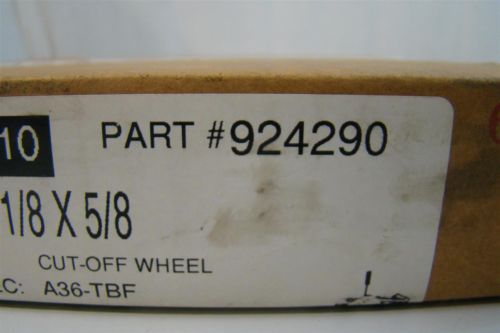 10
PART #924290
1/8 X 5/8
CUT-OFF WHEEL
A36-TBF